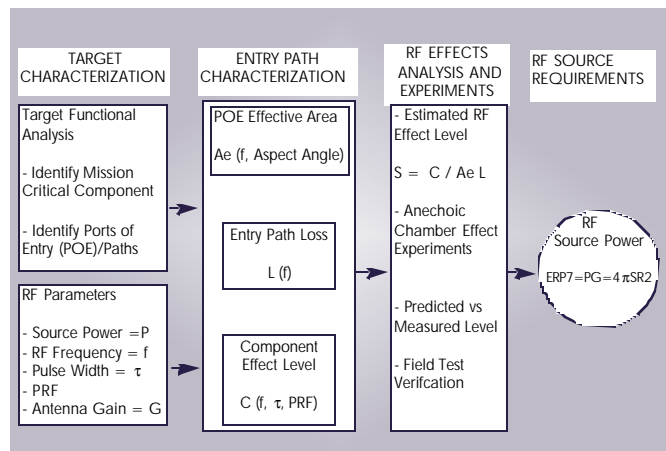 TARGET
CHARACTERIZATION
Target Functional
Analysis
- Identify Mission
Critical Component
- Identify Ports of
Entry (POE)/Paths
RF Parameters
- Source Power =P
- RF Frequency = f
- Pulse Width = τ
- PRF
- Antenna Gain = G
ENTRY PATH
CHARACTERIZATION
POE Effective Area
Ae (f, Aspect Angle)
Entry Path Loss
L (f)
Component
Effect Level
C (f, τ, PRF)
RF EFFECTS
ANALYSIS AND
EXPERIMENTS
- Estimated RF
Effect Level
S = C / Ae L
- Anechoic
Chamber Effect
Experiments
- Predicted vs
Measured Level
- Field Test
Verifcation
RF SOURCE
REQUIREMENTS
RF
Source Power
ERP7=PG=4πSR2